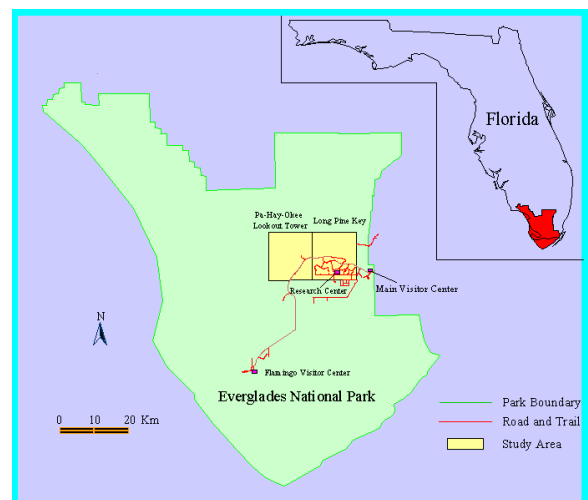 Florida
Pa-Hay-Okee
Lookout Tower
Long Pine Key
Research Center
Main Visitor Center
N
Flamingo Visitor Center
Everglades National Park
0 10 20 Km
Park Boundary
Road and Trail
Study Area